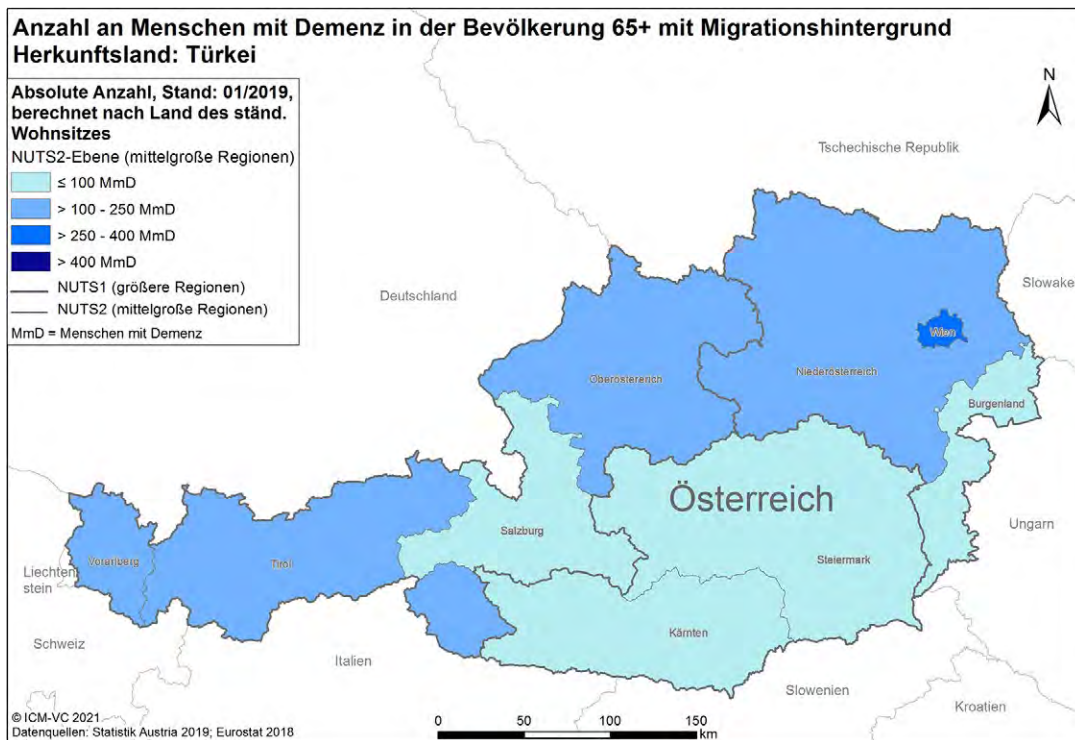 Anzahl an Menschen mit Demenz in der Bevölkerung 65+ mit Migrationshintergrund
Herkunftsland: Türkei
Absolute Anzahl, Stand: 01/2019,
berechnet nach Land des ständ.
Wohnsitzes
NUTS2-Ebene (mittelgroße Regionen)
≤ 100 MmD
> 100 - 250 MmD
> 250 - 400 MmD
> 400 MmD
NUTS1 (größere Regionen)
NUTS2 (mittelgroße Regionen)
MmD = Menschen mit Demenz
N
Tschechische Republik
Slowake
Deutschland
Wien
Oberösterreich
Niederösterreich
Burgenland
Österreich
Salzburg
Ungarn
Steiermark
Vorarlberg
Tirol
Liechten
stein
Kärnten
Schweiz
Italien
Slowenien
Kroatien
© ICM-VC 2021
Datenquellen: Statistik Austria 2019; Eurostat 2018
0 50 100 150
km